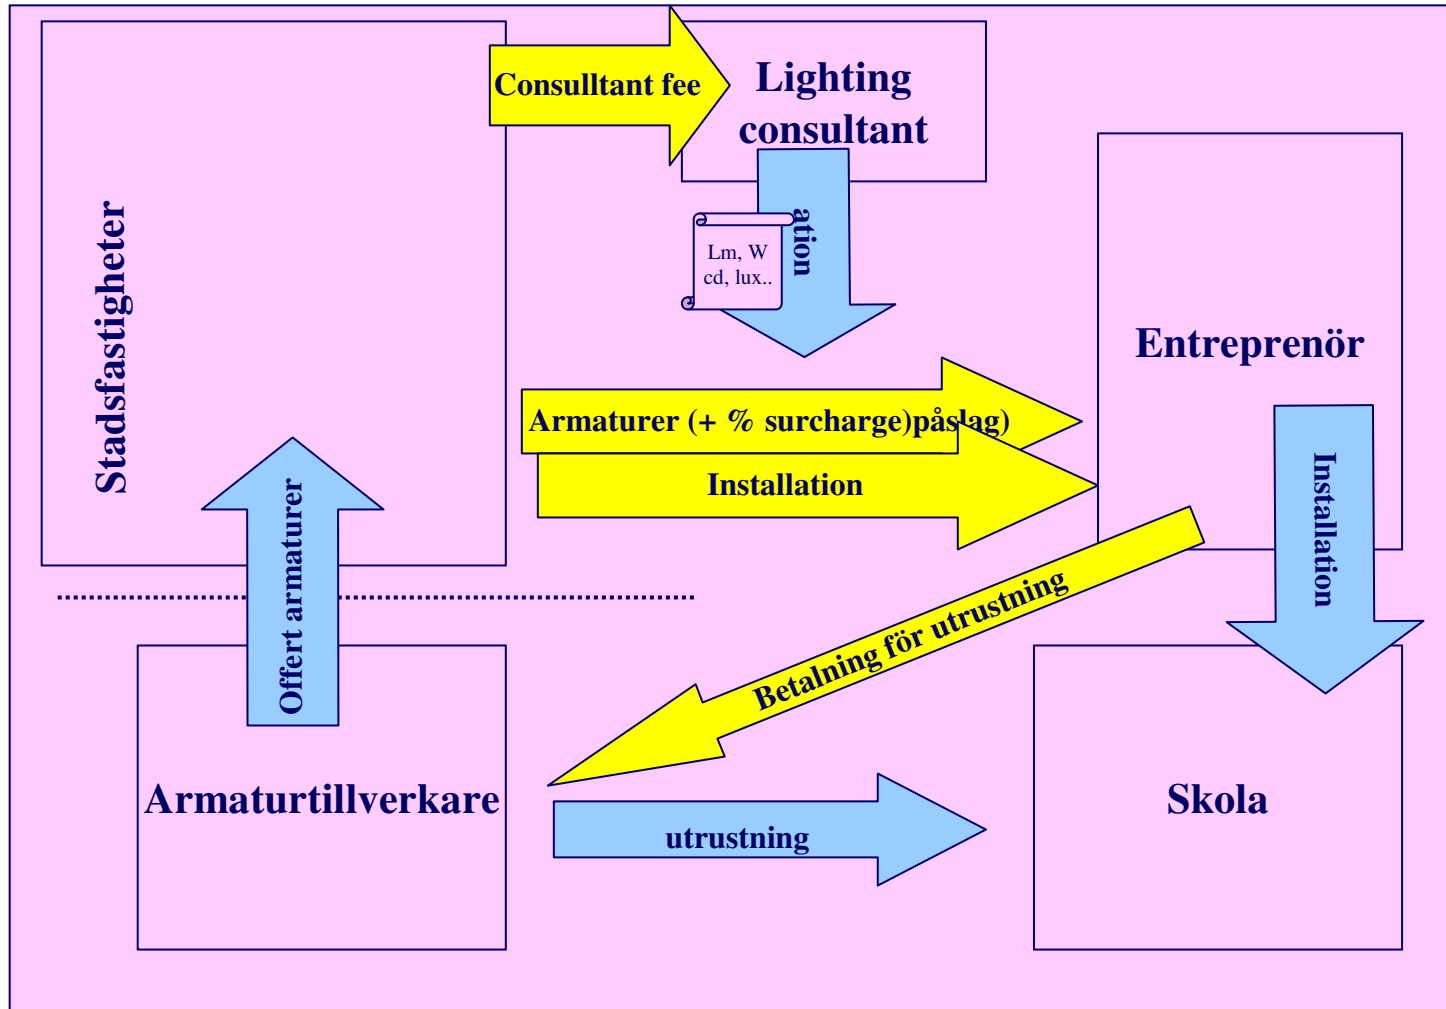 Consulltant fee
Lighting
consultant
Stadsfastigheter
ation
Lm, W
cd, lux..
Entreprenör
Armaturer (+ % surcharge)påslag)
Installation
Installation
Offert armaturer
Betalning för utrustning
Armaturtillverkare
utrustning
Skola